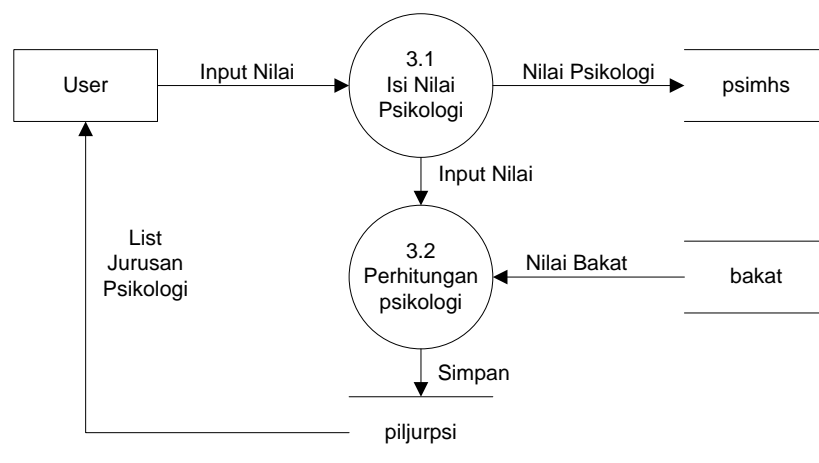 User
Input Nilai
3.1
Isi Nilai
Psikologi
Nilai Psikologi
psimhs
Input Nilai
List
Jurusan
Psikologi
3.2
Perhitungan
psikologi
Nilai Bakat
bakat
Simpan
piljurpsi